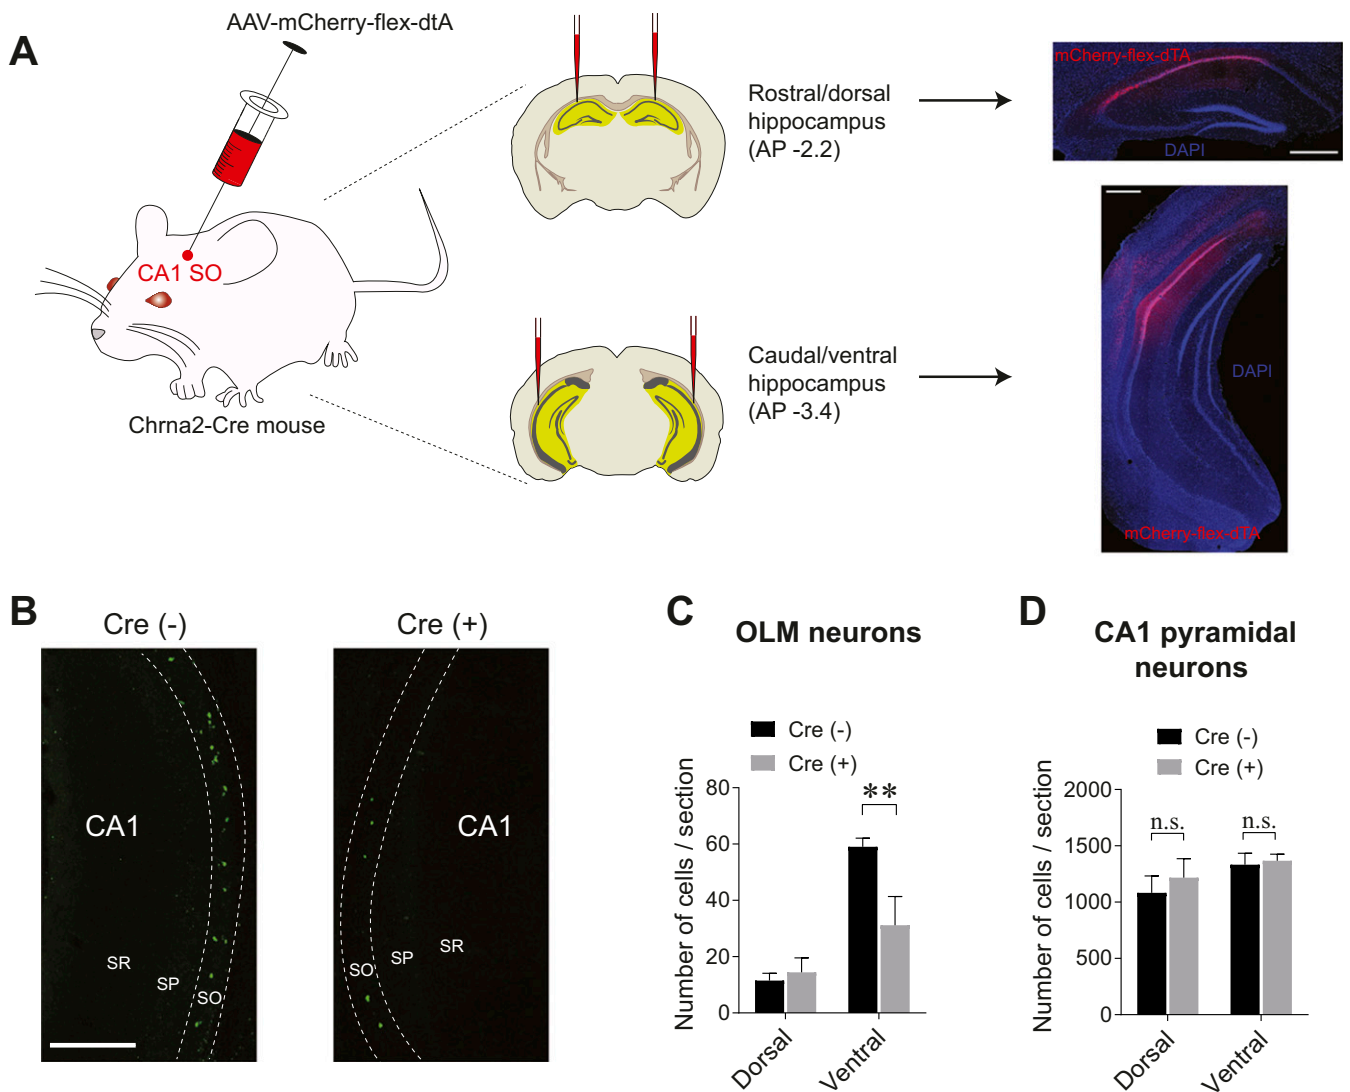 A
AAV-mCherry-flex-dtA
CA1 SO
Chrna2-Cre mouse
Rostral/dorsal
hippocampus
(AP -2.2)
mCherry-flex-dTA
DAPI
Caudal/ventral
hippocampus
(AP -3.4)
DAPI
mCherry-flex-dTA
B
Cre (-)
CA1
SR
SP
SO
Cre (+)
CA1
SO
SP
SR
C
OLM neurons
Cre (-)
Cre (+)
Number of cells / section
80
60
40
20
0
**
Dorsal
Ventral
D
CA1 pyramidal
neurons
Cre (-)
Cre (+)
Number of cells / section
2000
1500
1000
500
0
n.s.
n.s.
Dorsal
Ventral